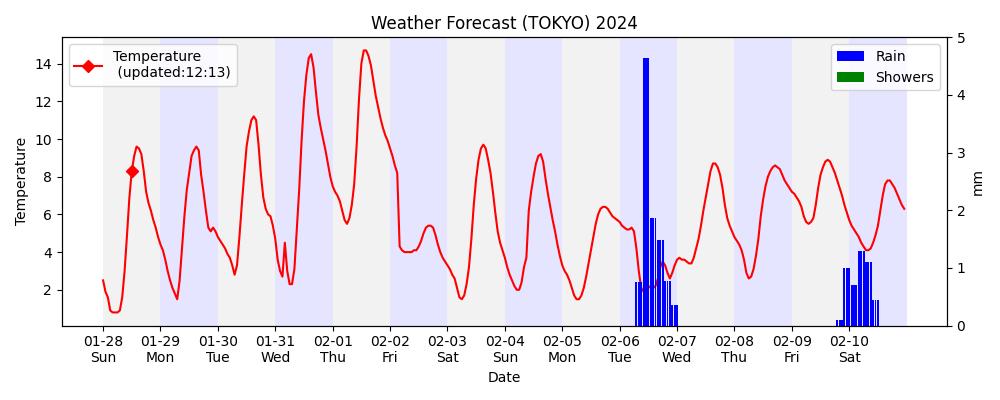 Weather Forecast (TOKYO) 2024
Temperature
(updated:12:13)
Rain
Showers
Temperature
14
12
10
8
6
4
2
5
4
3
2
1
0
mm
01-28 01-29 01-30 01-31 02-01 02-02 02-03 02-04 02-05 02-06 02-07 02-08 02-09 02-10
Sun Mon Tue Wed Thu Fri Sat Sun Mon Tue Wed Thu Fri Sat
Date